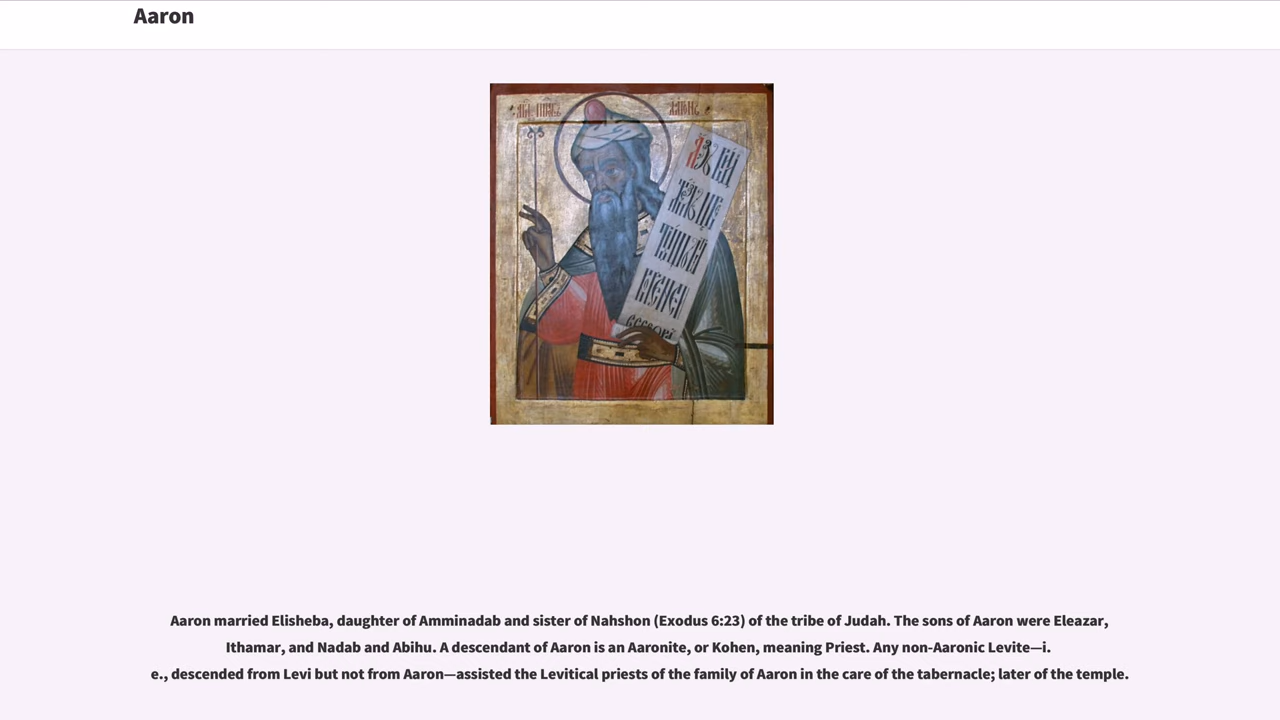 Aaron
Aaron married Elisheba, daughter of Amminadab and sister of Nahshon (Exodus 6:23) of the tribe of Judah. The sons of Aaron were Eleazar,
Ithamar, and Nadab and Abihu. A descendant of Aaron is an Aaronite, or Kohen, meaning Priest. Any non-Aaronic Levite—i.
e., descended from Levi but not from Aaron—assisted the Levitical priests of the family of Aaron in the care of the tabernacle; later of the temple.